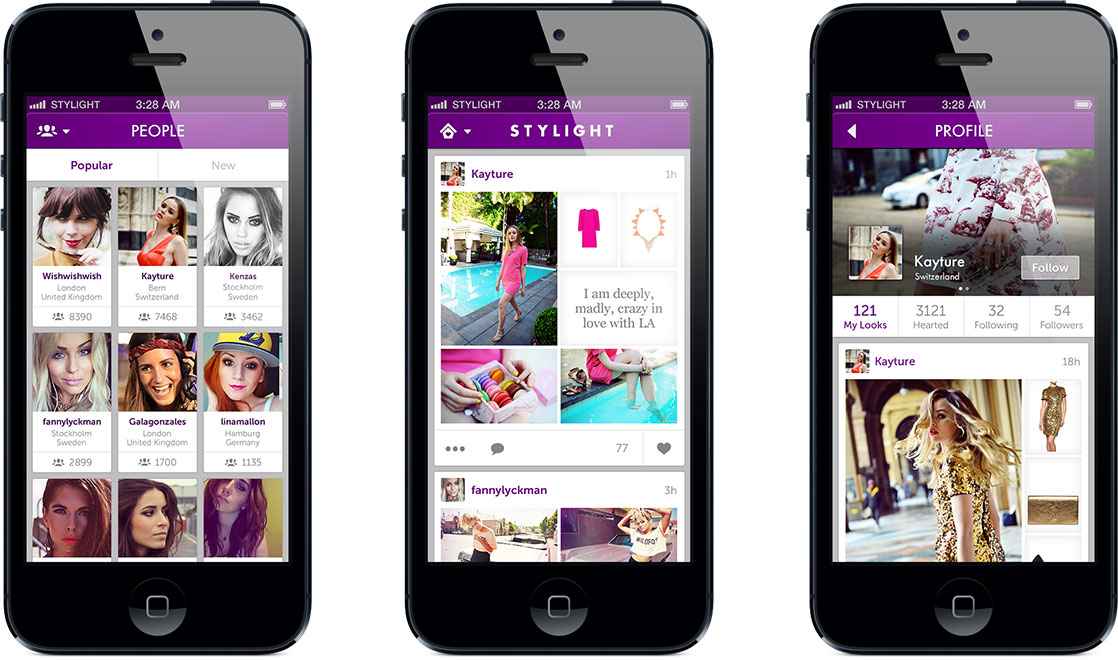 STYLIGHT 3:28 AM
PEOPLE
Popular New
Wishwishwish
London
United Kingdom
8390
Kayture
Bern
Switzerland
7468
Kenzas
Stockholm
Sweden
3462
fannylyckman
Stockholm
Sweden
2899
Galagonzales
London
United Kingdom
1700
linamallon
Hamburg
Germany
1135
STYLIGHT 3:28 AM
STYLIGHT
Kayture 1h
I am deeply,
madly, crazy in
love with LA
77
fannylyckman 3h
WILDFOX
STYLIGHT 3:28 AM
PROFILE
Kayture
Switzerland
Follow
121 3121 32 54
My Looks Hearted Following Followers
Kayture 18h